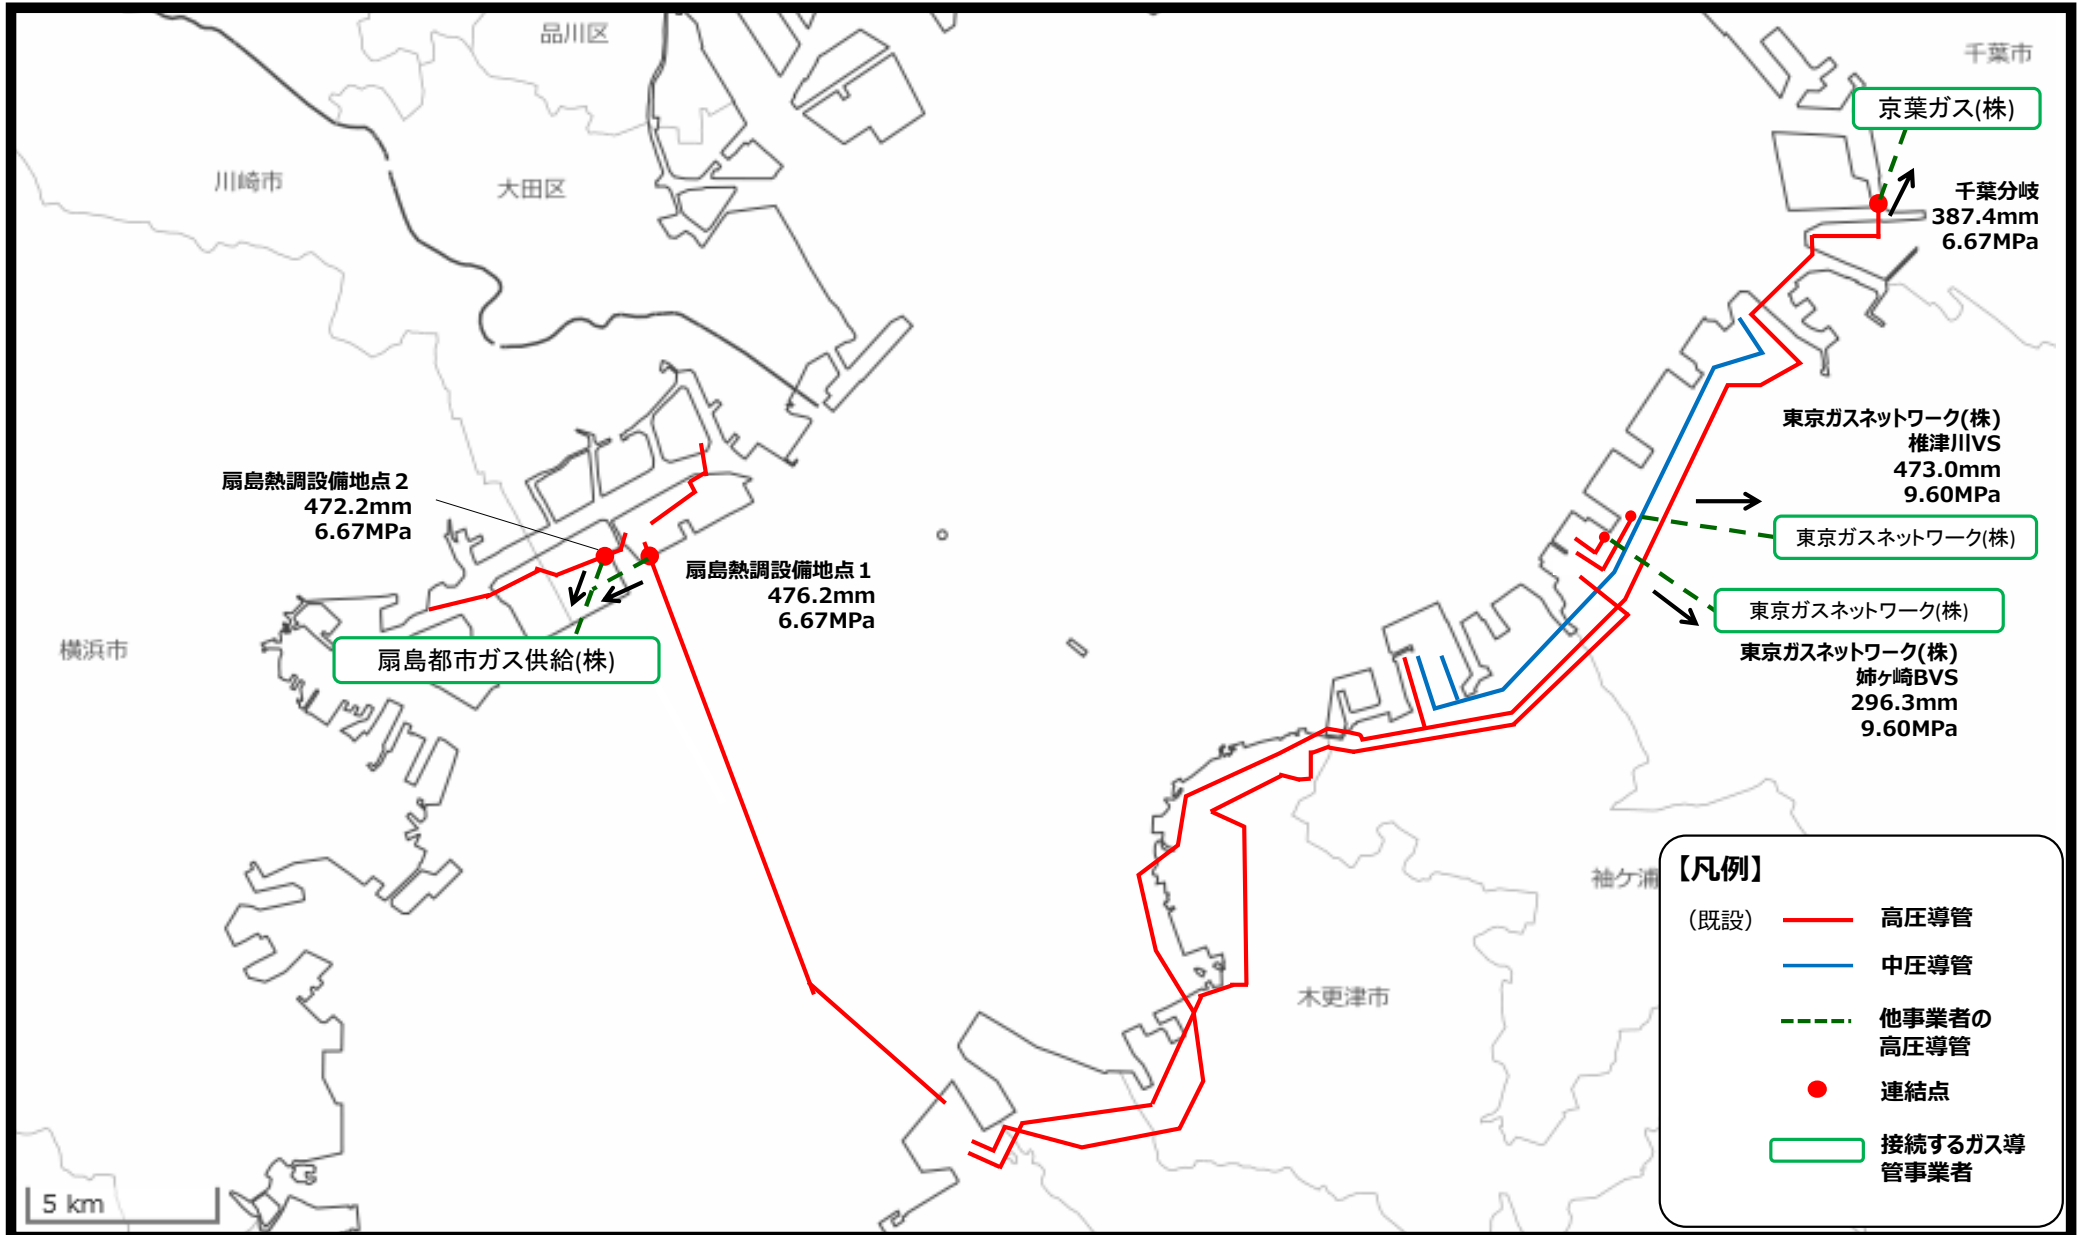 品川区
千葉市
京葉ガス(株)
川崎市
大田区
千葉分岐
387.4mm
6.67MPa
東京ガスネットワーク(株)
椎津川VS
473.0mm
9.60MPa
扇島熱調設備地点２
472.2mm
6.67MPa
東京ガスネットワーク(株)
扇島熱調設備地点１
476.2mm
6.67MPa
東京ガスネットワーク(株)
横浜市
扇島都市ガス供給(株)
東京ガスネットワーク(株)
姉ヶ崎BVS
296.3mm
9.60MPa
袖ケ浦
木更津市
【凡例】
（既設）
高圧導管
中圧導管
他事業者の
高圧導管
連結点
接続するガス導
管事業者
5 km